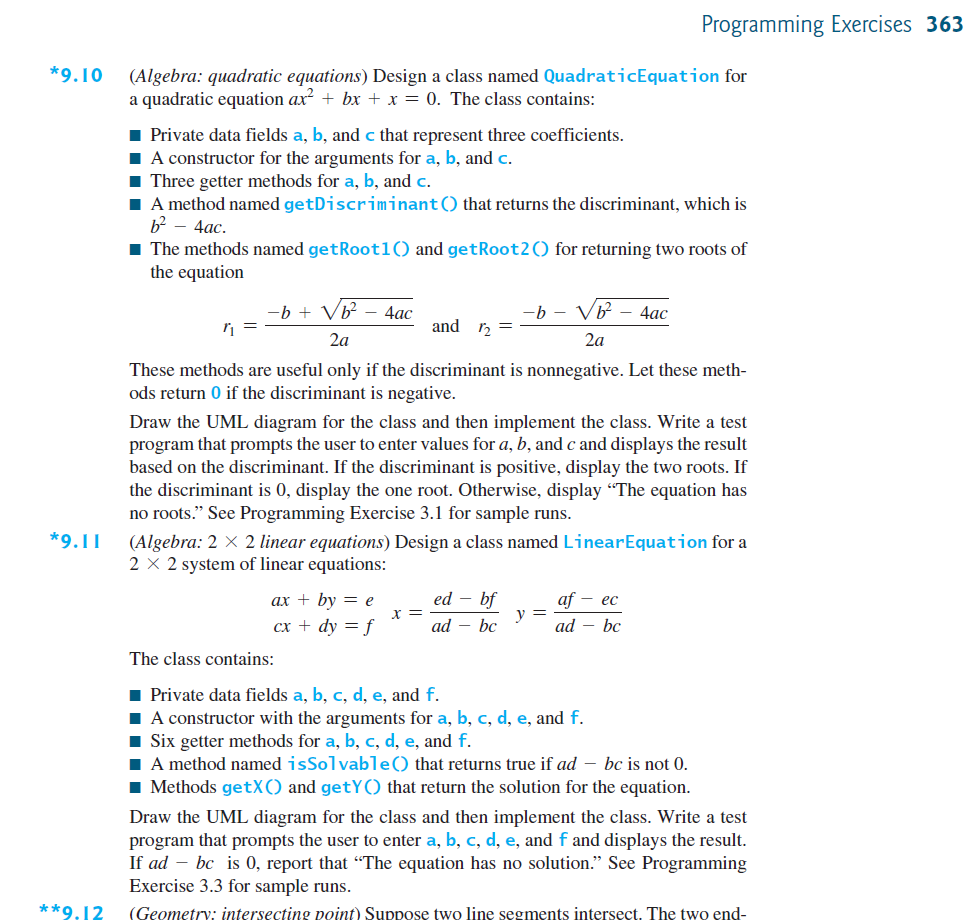 Programming Exercises 363
*9.10 (Algebra: quadratic equations) Design a class named QuadraticEquation for
a quadratic equation ax² + bx + x = 0. The class contains:
■ Private data fields a, b, and c that represent three coefficients.
■ A constructor for the arguments for a, b, and c.
■ Three getter methods for a, b, and c.
■ A method named getDiscriminant() that returns the discriminant, which is
b² − 4ac.
■ The methods named getRoot1() and getRoot2() for returning two roots of
the equation
r₁ = (−b + √(b² − 4ac)) / 2a and r₂ = (−b − √(b² − 4ac)) / 2a
These methods are useful only if the discriminant is nonnegative. Let these meth-
ods return 0 if the discriminant is negative.
Draw the UML diagram for the class and then implement the class. Write a test
program that prompts the user to enter values for a, b, and c and displays the result
based on the discriminant. If the discriminant is positive, display the two roots. If
the discriminant is 0, display the one root. Otherwise, display “The equation has
no roots.” See Programming Exercise 3.1 for sample runs.
*9.11 (Algebra: 2 × 2 linear equations) Design a class named LinearEquation for a
2 × 2 system of linear equations:
ax + by = e
cx + dy = f
x = (ed − bf) / (ad − bc) y = (af − ec) / (ad − bc)
The class contains:
■ Private data fields a, b, c, d, e, and f.
■ A constructor with the arguments for a, b, c, d, e, and f.
■ Six getter methods for a, b, c, d, e, and f.
■ A method named isSolvable() that returns true if ad − bc is not 0.
■ Methods getX() and getY() that return the solution for the equation.
Draw the UML diagram for the class and then implement the class. Write a test
program that prompts the user to enter a, b, c, d, e, and f and displays the result.
If ad − bc is 0, report that “The equation has no solution.” See Programming
Exercise 3.3 for sample runs.
**9.12 (Geometry: intersecting point) Suppose two line segments intersect. The two end-